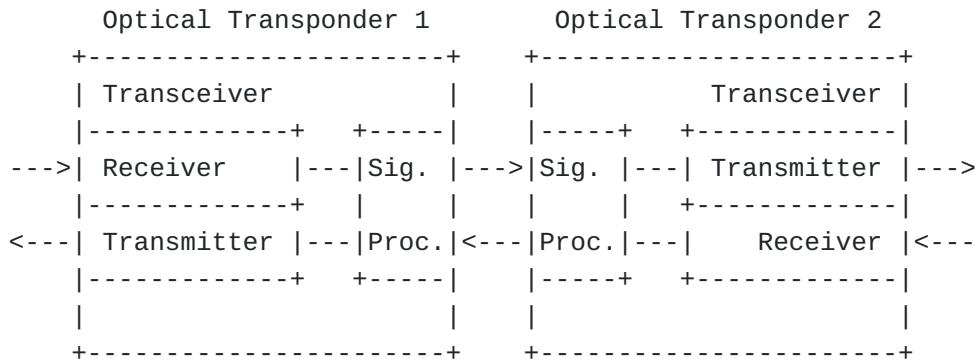 Optical Transponder 1 Optical Transponder 2
Transceiver Transceiver
Receiver Sig. Sig. Transmitter
Transmitter Proc. Proc. Receiver